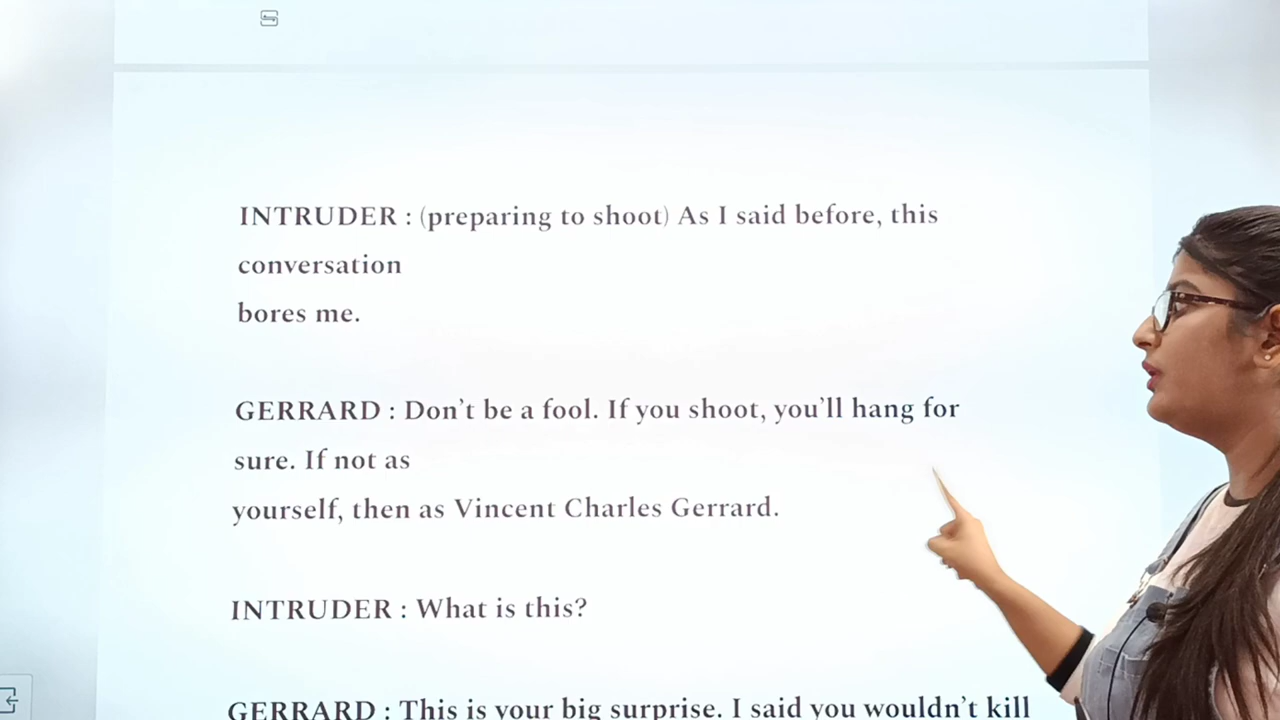 INTRUDER : (preparing to shoot) As I said before, this
conversation
bores me.
GERRARD : Don’t be a fool. If you shoot, you’ll hang for
sure. If not as
yourself, then as Vincent Charles Gerrard.
INTRUDER : What is this?
GERRARD : This is your big surprise. I said you wouldn’t kill